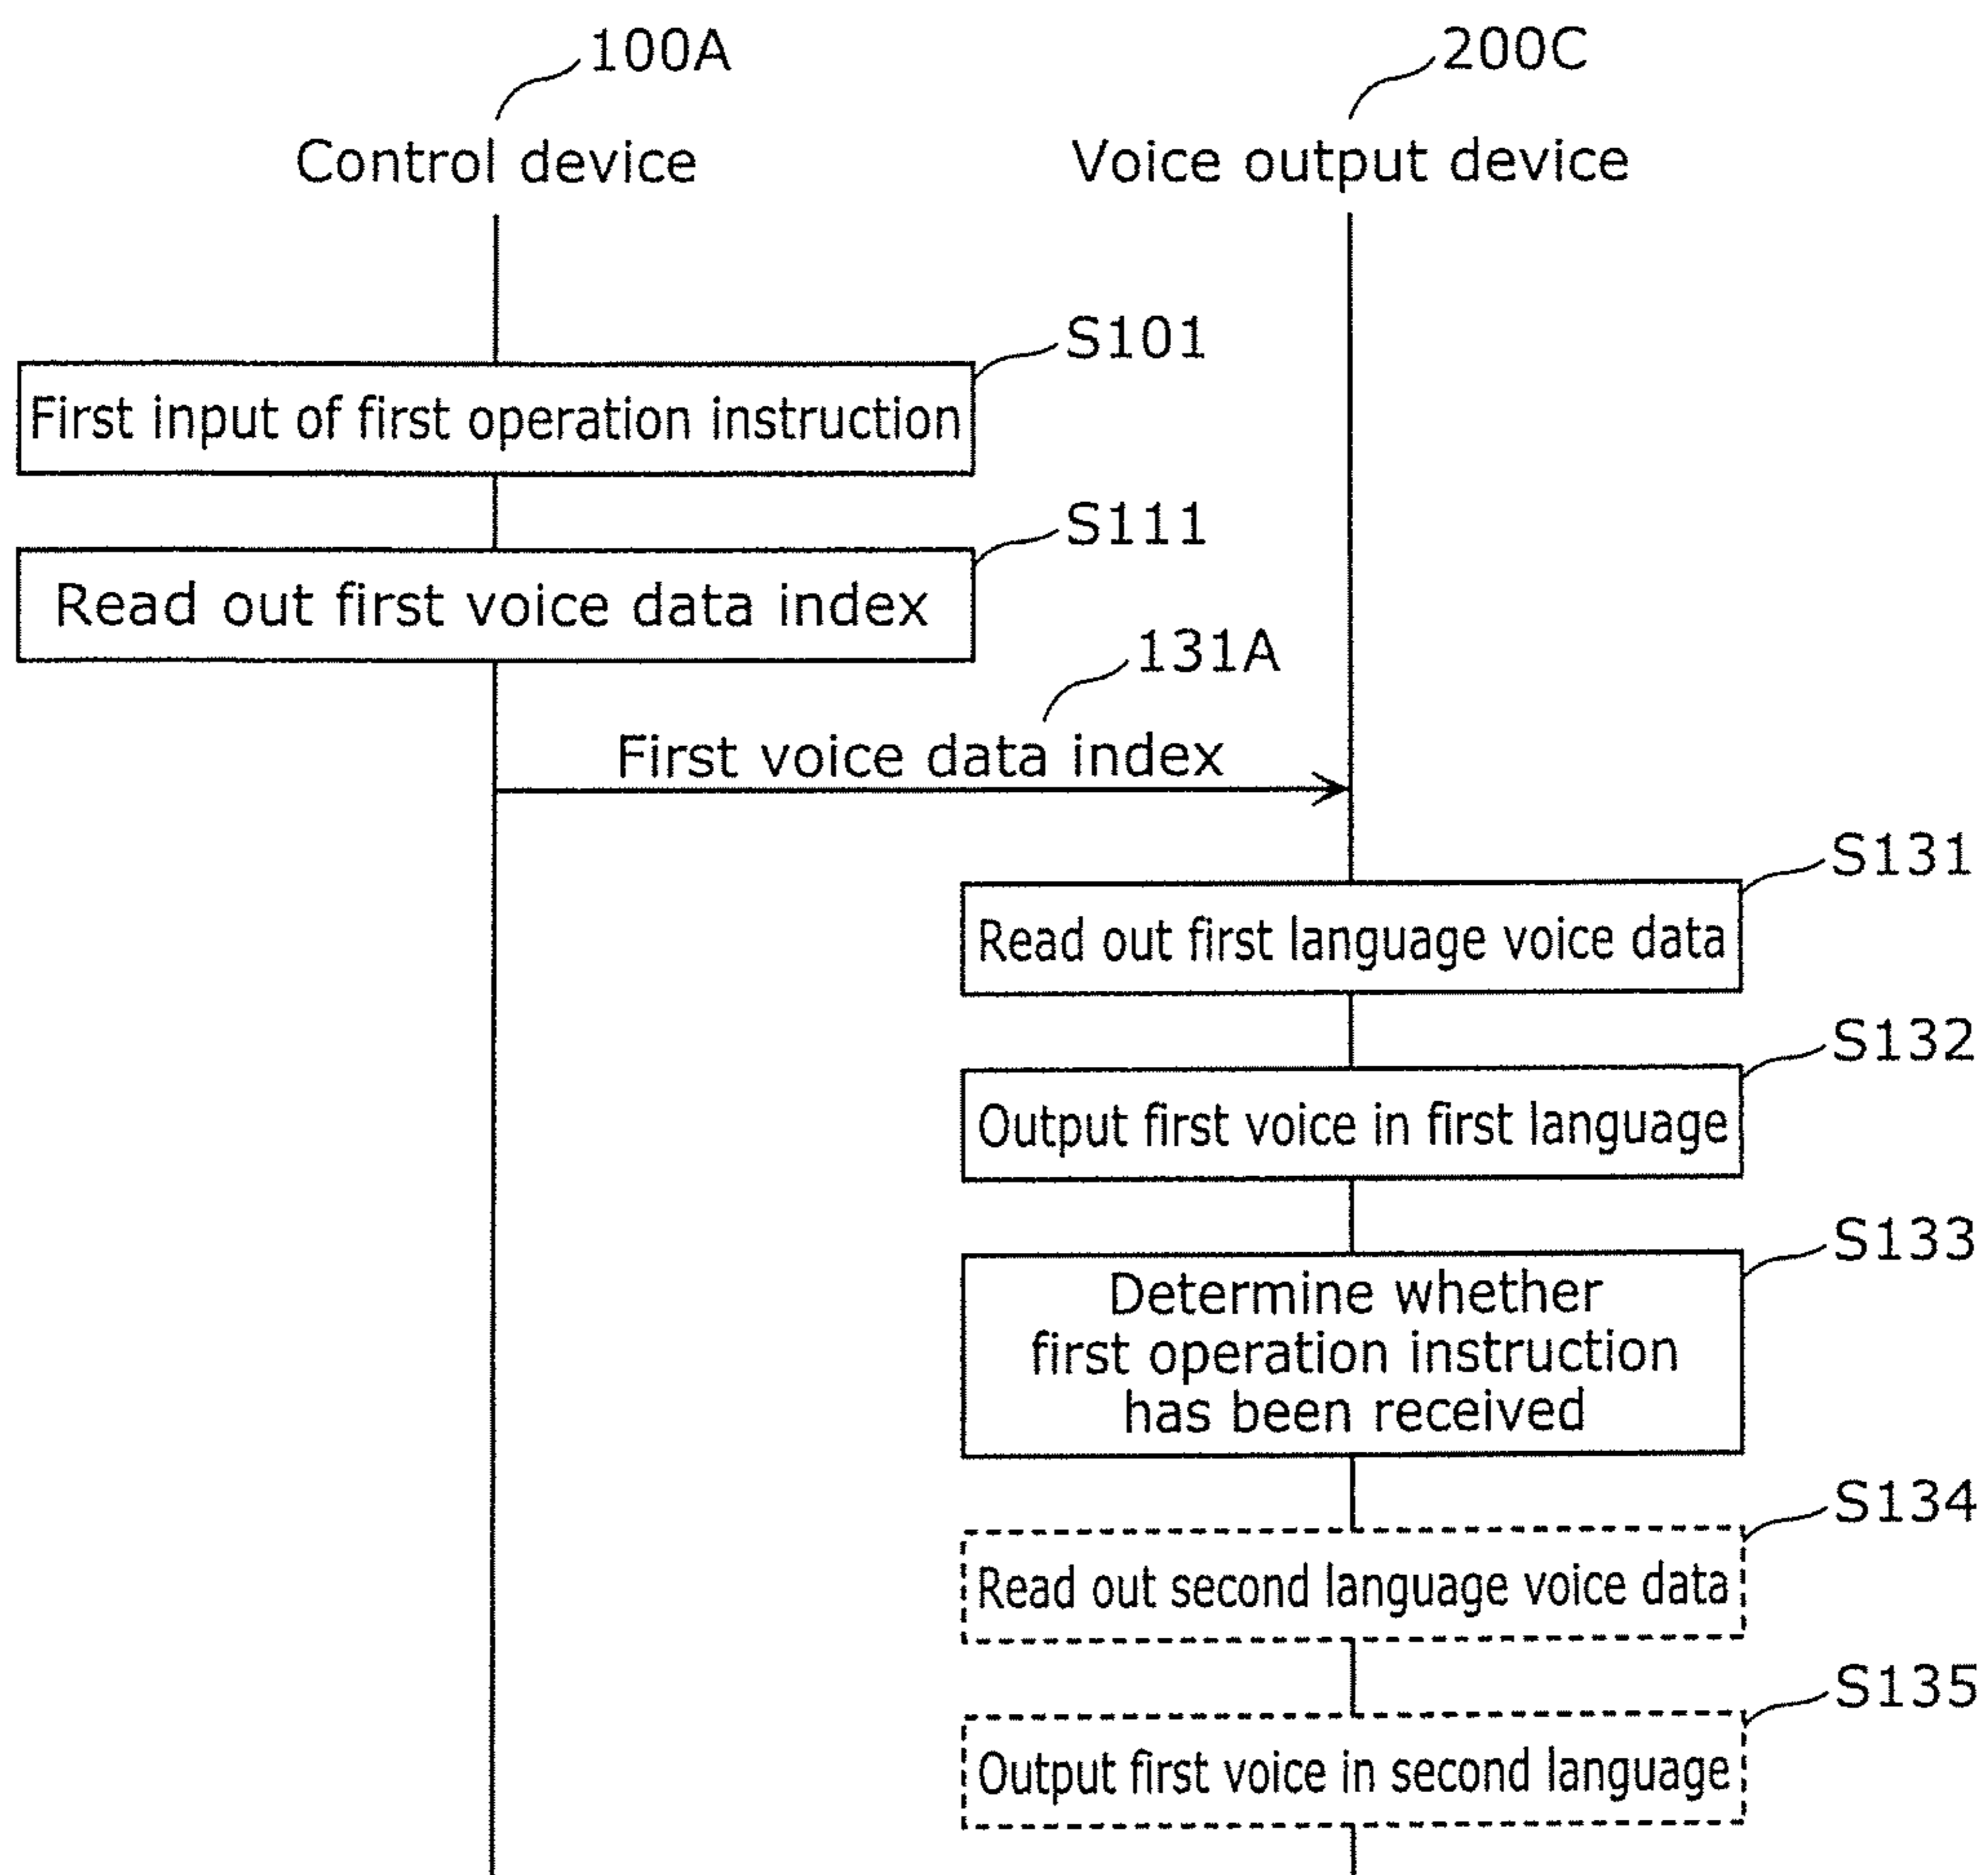 100A
200C
Control device
Voice output device
S101
First input of first operation instruction
S111
Read out first voice data index
131A
First voice data index
S131
Read out first language voice data
S132
Output first voice in first language
S133
Determine whether
first operation instruction
has been received
S134
Read out second language voice data
S135
Output first voice in second language